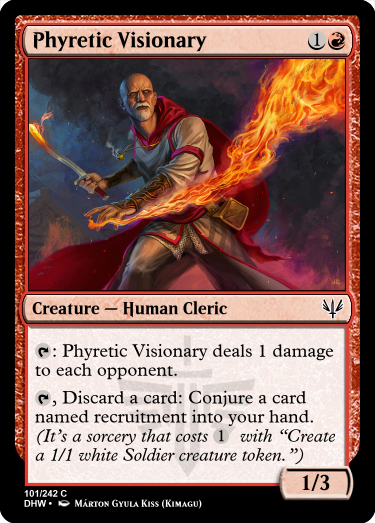 Phyretic Visionary 1
Creature — Human Cleric
: Phyretic Visionary deals 1 damage
to each opponent.
, Discard a card: Conjure a card
named recruitment into your hand.
(It's a sorcery that costs 1 with “Create
a 1/1 white Soldier creature token.”)
1/3
101/242 C
DHW • Márton Gyula Kiss (Kimagu)